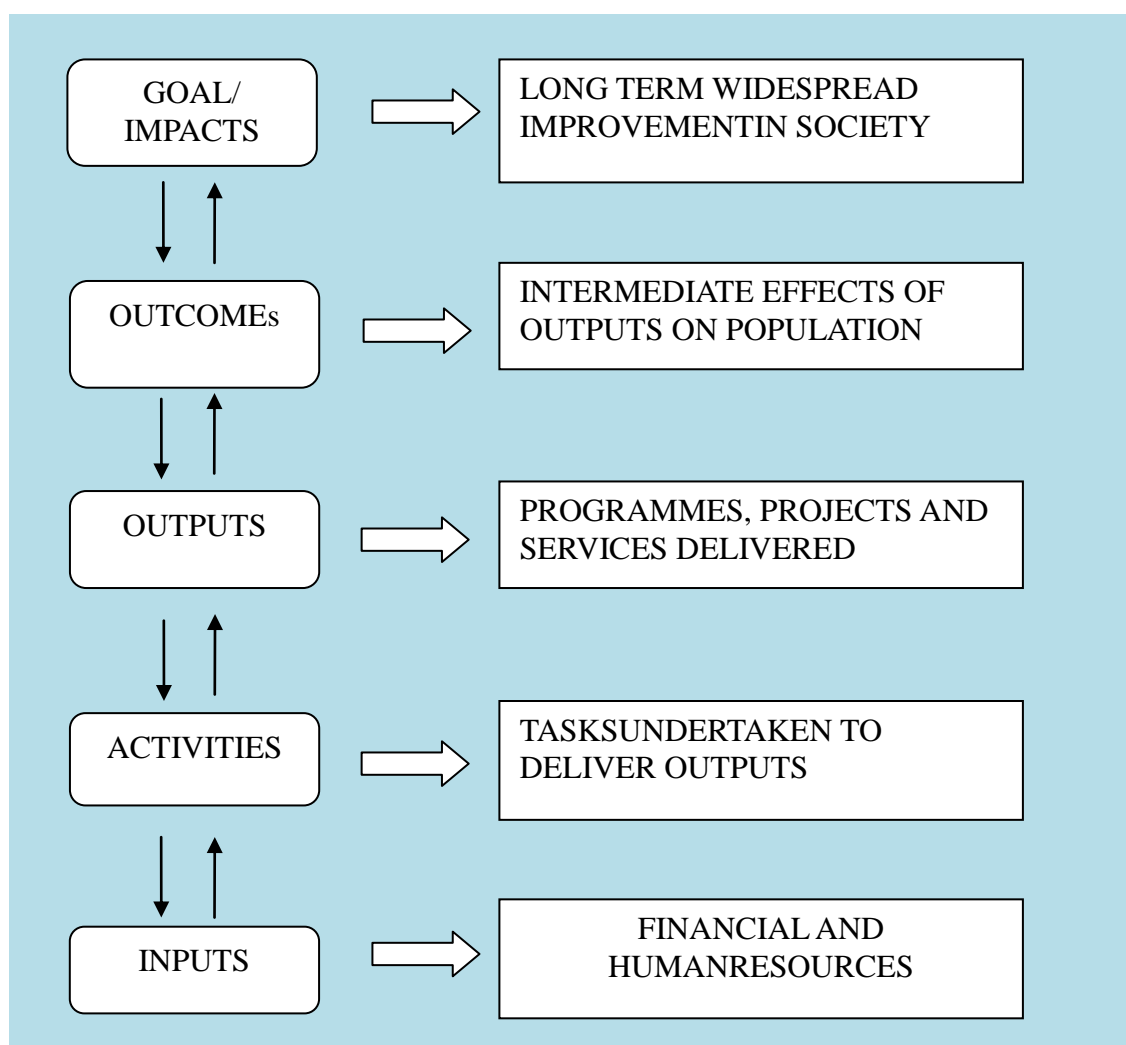 GOAL/
IMPACTS
LONG TERM WIDESPREAD
IMPROVEMENTIN SOCIETY
OUTCOMEs
INTERMEDIATE EFFECTS OF
OUTPUTS ON POPULATION
OUTPUTS
PROGRAMMES, PROJECTS AND
SERVICES DELIVERED
ACTIVITIES
TASKSUNDERTAKEN TO
DELIVER OUTPUTS
INPUTS
FINANCIAL AND
HUMANRESOURCES